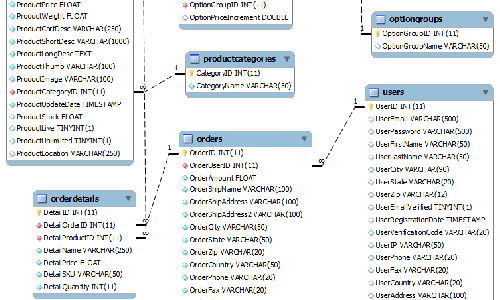 ProductPrice FLOAT
ProductWeight FLOAT
ProductCartDesc VARCHAR(250)
ProductShortDesc VARCHAR(1000)
ProductLongDesc TEXT
ProductThumb VARCHAR(100)
ProductImage VARCHAR(100)
ProductCategoryID INT(11)
ProductUpdateDate TIMESTAMP
ProductStock FLOAT
ProductLive TINYINT(1)
ProductUnlimited TINYINT(1)
ProductLocation VARCHAR(250)
OptionGroupID INT(11)
OptionPriceIncrement DOUBLE
optiongroups
OptionGroupID INT(11)
OptionGroupName VARCHAR(50)
1
productcategories
CategoryID INT(11)
CategoryName VARCHAR(50)
1
∞
orders
OrderID INT(11)
OrderUserID INT(11)
OrderAmount FLOAT
OrderShipName VARCHAR(100)
OrderShipAddress VARCHAR(100)
OrderShipAddress2 VARCHAR(100)
OrderCity VARCHAR(50)
OrderState VARCHAR(50)
OrderZip VARCHAR(20)
OrderCountry VARCHAR(50)
OrderPhone VARCHAR(20)
OrderFax VARCHAR(20)
1
∞
users
UserID INT(11)
UserEmail VARCHAR(500)
UserPassword VARCHAR(500)
UserFirstName VARCHAR(50)
UserLastName VARCHAR(50)
UserCity VARCHAR(90)
UserState VARCHAR(20)
UserZip VARCHAR(12)
UserEmailVerified TINYINT(1)
UserRegistrationDate TIMESTAMP
UserVerificationCode VARCHAR(20)
UserIP VARCHAR(50)
UserPhone VARCHAR(20)
UserFax VARCHAR(20)
UserCountry VARCHAR(20)
UserAddress VARCHAR(100)
1
orderdetails
DetailID INT(11)
DetailOrderID INT(11)
DetailProductID INT(11)
DetailName VARCHAR(250)
DetailPrice FLOAT
DetailSKU VARCHAR(50)
DetailQuantity INT(11)
1
∞
∞